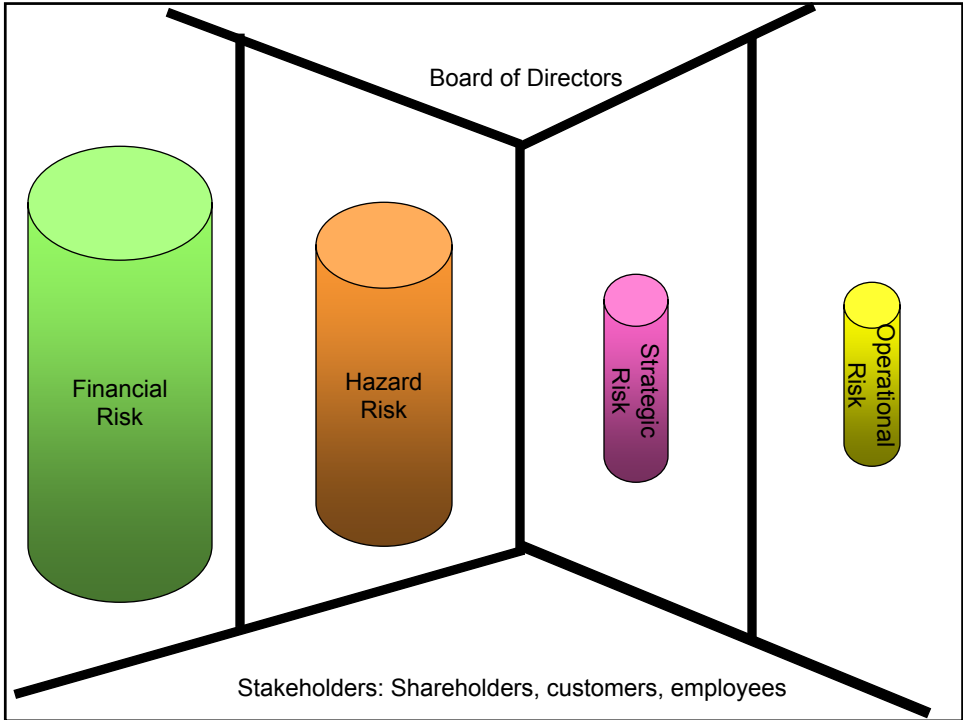 Board of Directors
Financial
Risk
Hazard
Risk
Strategic
Risk
Operational
Risk
Stakeholders: Shareholders, customers, employees